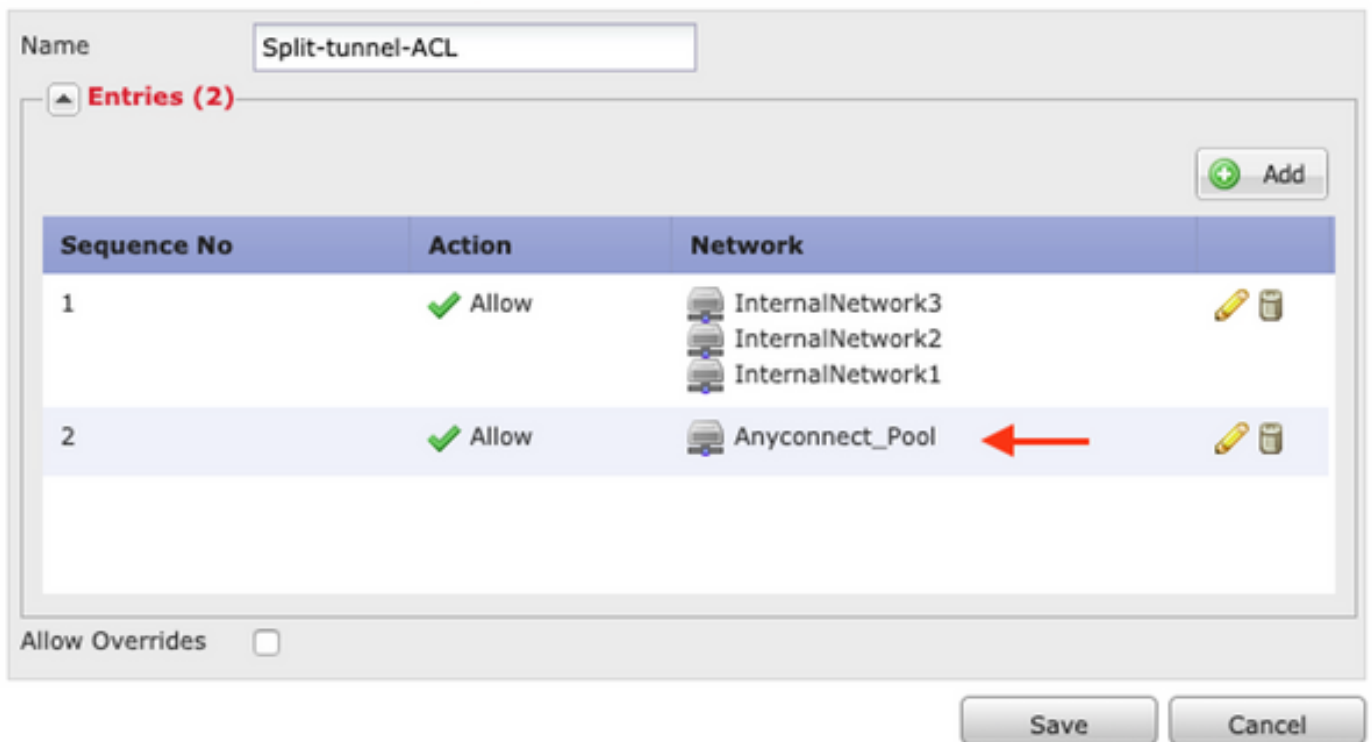 Name Split-tunnel-ACL
Entries (2)
Add
Sequence No Action Network
1 Allow InternalNetwork3
InternalNetwork2
InternalNetwork1
2 Allow Anyconnect_Pool
Allow Overrides
Save Cancel